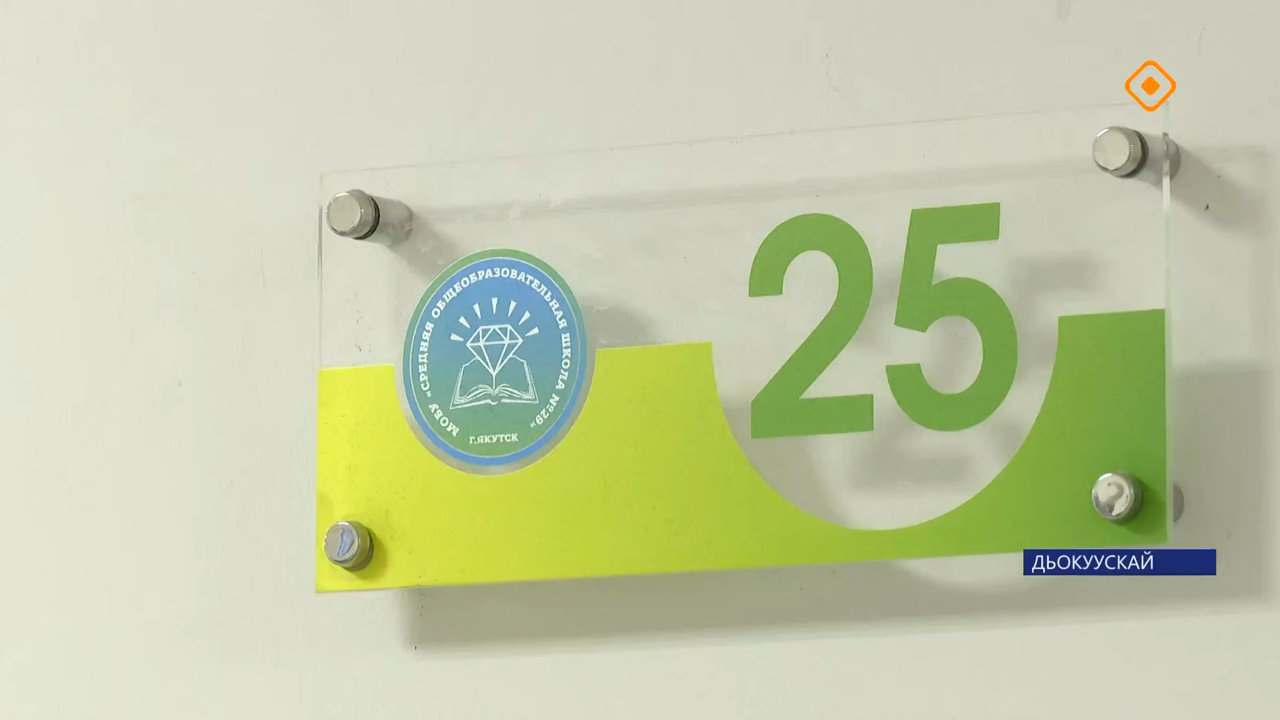 МОБУ "СРЕДНЯЯ ОБЩЕОБРАЗОВАТЕЛЬНАЯ ШКОЛА №29"
Г.ЯКУТСК
25
ДЬОКУУСКАЙ